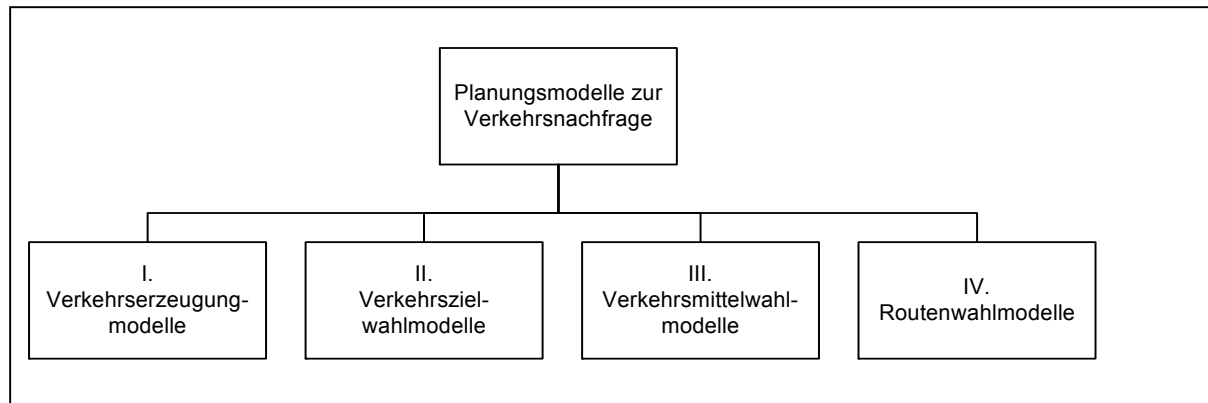 Planungsmodelle zur
Verkehrsnachfrage
I.
Verkehrserzeugung-
modelle
II.
Verkehrsziel-
wahlmodelle
III.
Verkehrsmittelwahl-
modelle
IV.
Routenwahlmodelle